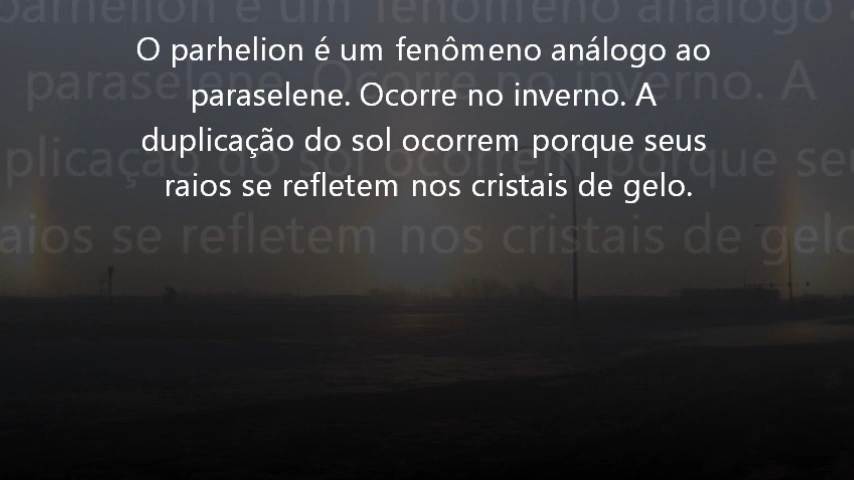 O parhelion é um fenômeno análogo ao
paraselene. Ocorre no inverno. A
duplicação do sol ocorrem porque seus
raios se refletem nos cristais de gelo.